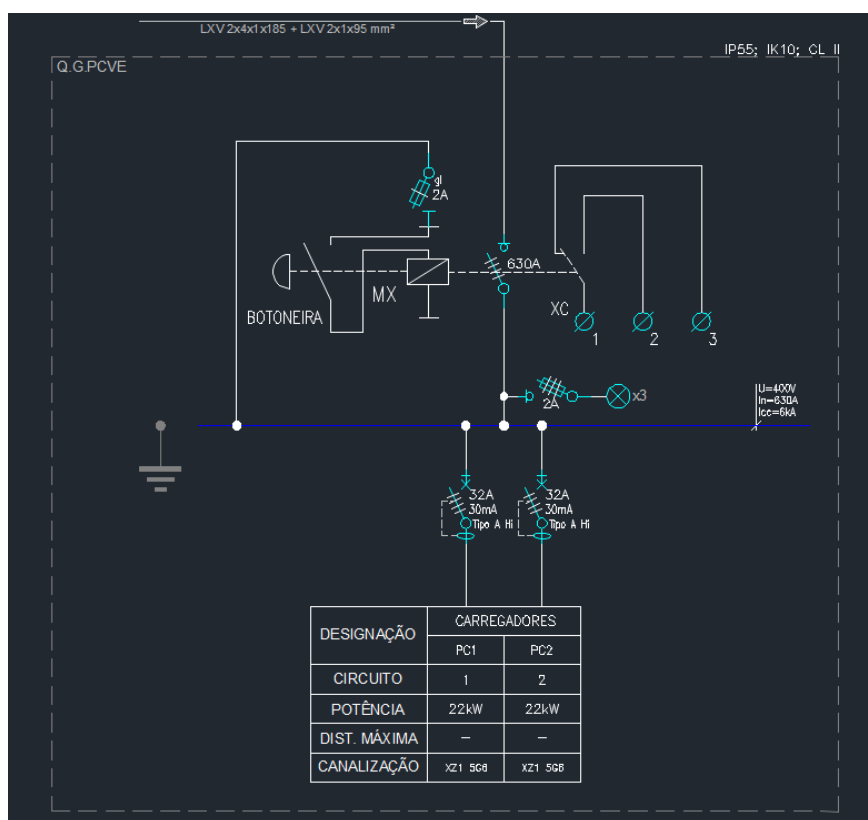 LXV 2x4x1x185 + LXV 2x1x95 mm²
IP55; IK10; CL II
Q.G.PCVE
gl
2A
630A
MX
BOTONEIRA
XC
1
2
3
2A
x3
U=400V
In=630A
Icc=6kA
32A
30mA
Tipo A Hi
32A
30mA
Tipo A Hi
DESIGNAÇÃO
CARREGADORES
PC1
PC2
CIRCUITO
1
2
POTÊNCIA
22kW
22kW
DIST. MÁXIMA
–
–
CANALIZAÇÃO
XZ1 5G6
XZ1 5G6